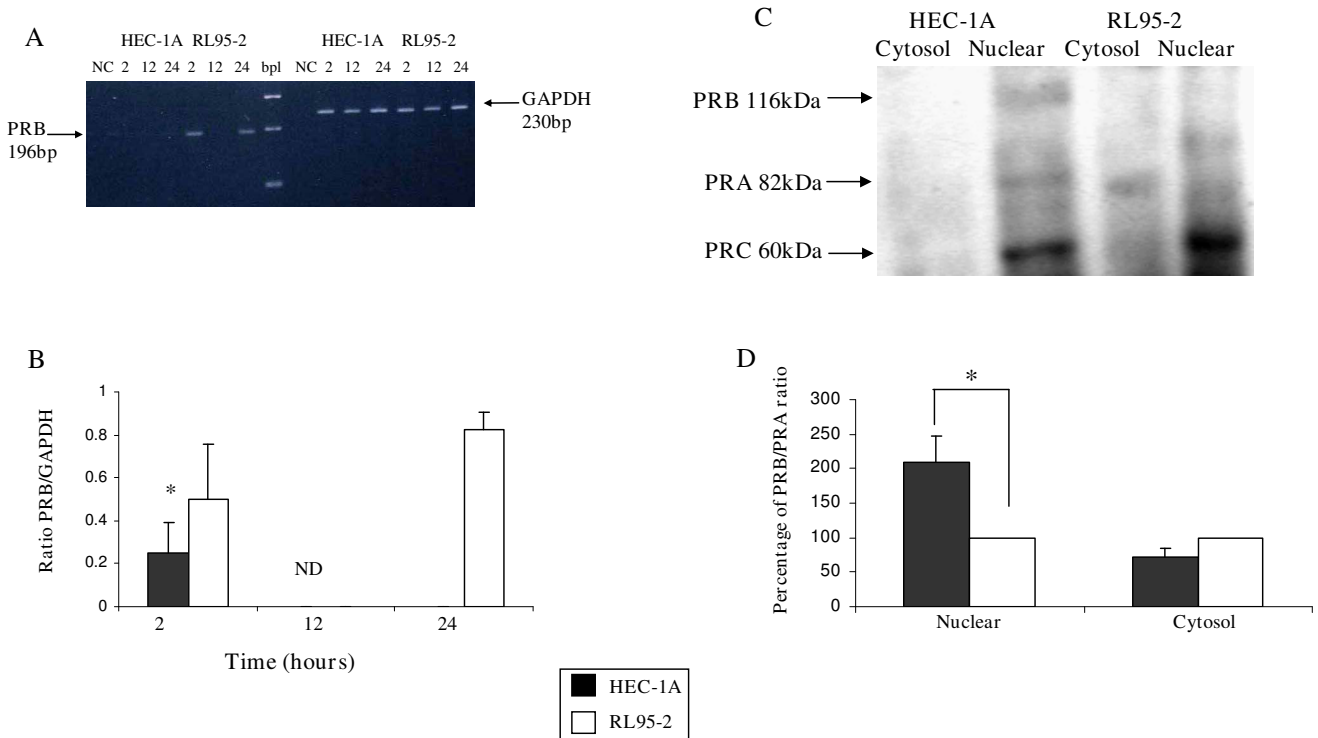 A
HEC-1A RL95-2 HEC-1A RL95-2
NC 2 12 24 2 12 24 bpl NC 2 12 24 2 12 24
PRB
196bp
GAPDH
230bp
C
HEC-1A RL95-2
Cytosol Nuclear Cytosol Nuclear
PRB 116kDa
PRA 82kDa
PRC 60kDa
B
Ratio PRB/GAPDH
1
0.8
0.6
0.4
0.2
0
*
ND
2 12 24
Time (hours)
HEC-1A
RL95-2
D
Percentage of PRB/PRA ratio
300
250
200
150
100
50
0
*
Nuclear Cytosol